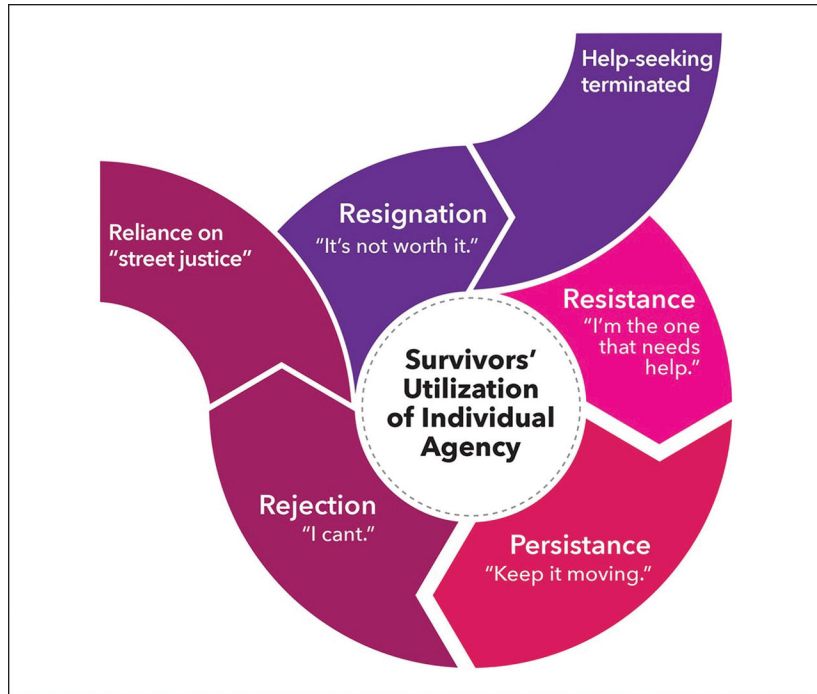 Help-seeking
terminated
Resignation
“It’s not worth it.”
Reliance on
“street justice”
Resistance
“I’m the one
that needs
help.”
Survivors’
Utilization
of Individual
Agency
Rejection
“I cant.”
Persistance
“Keep it moving.”